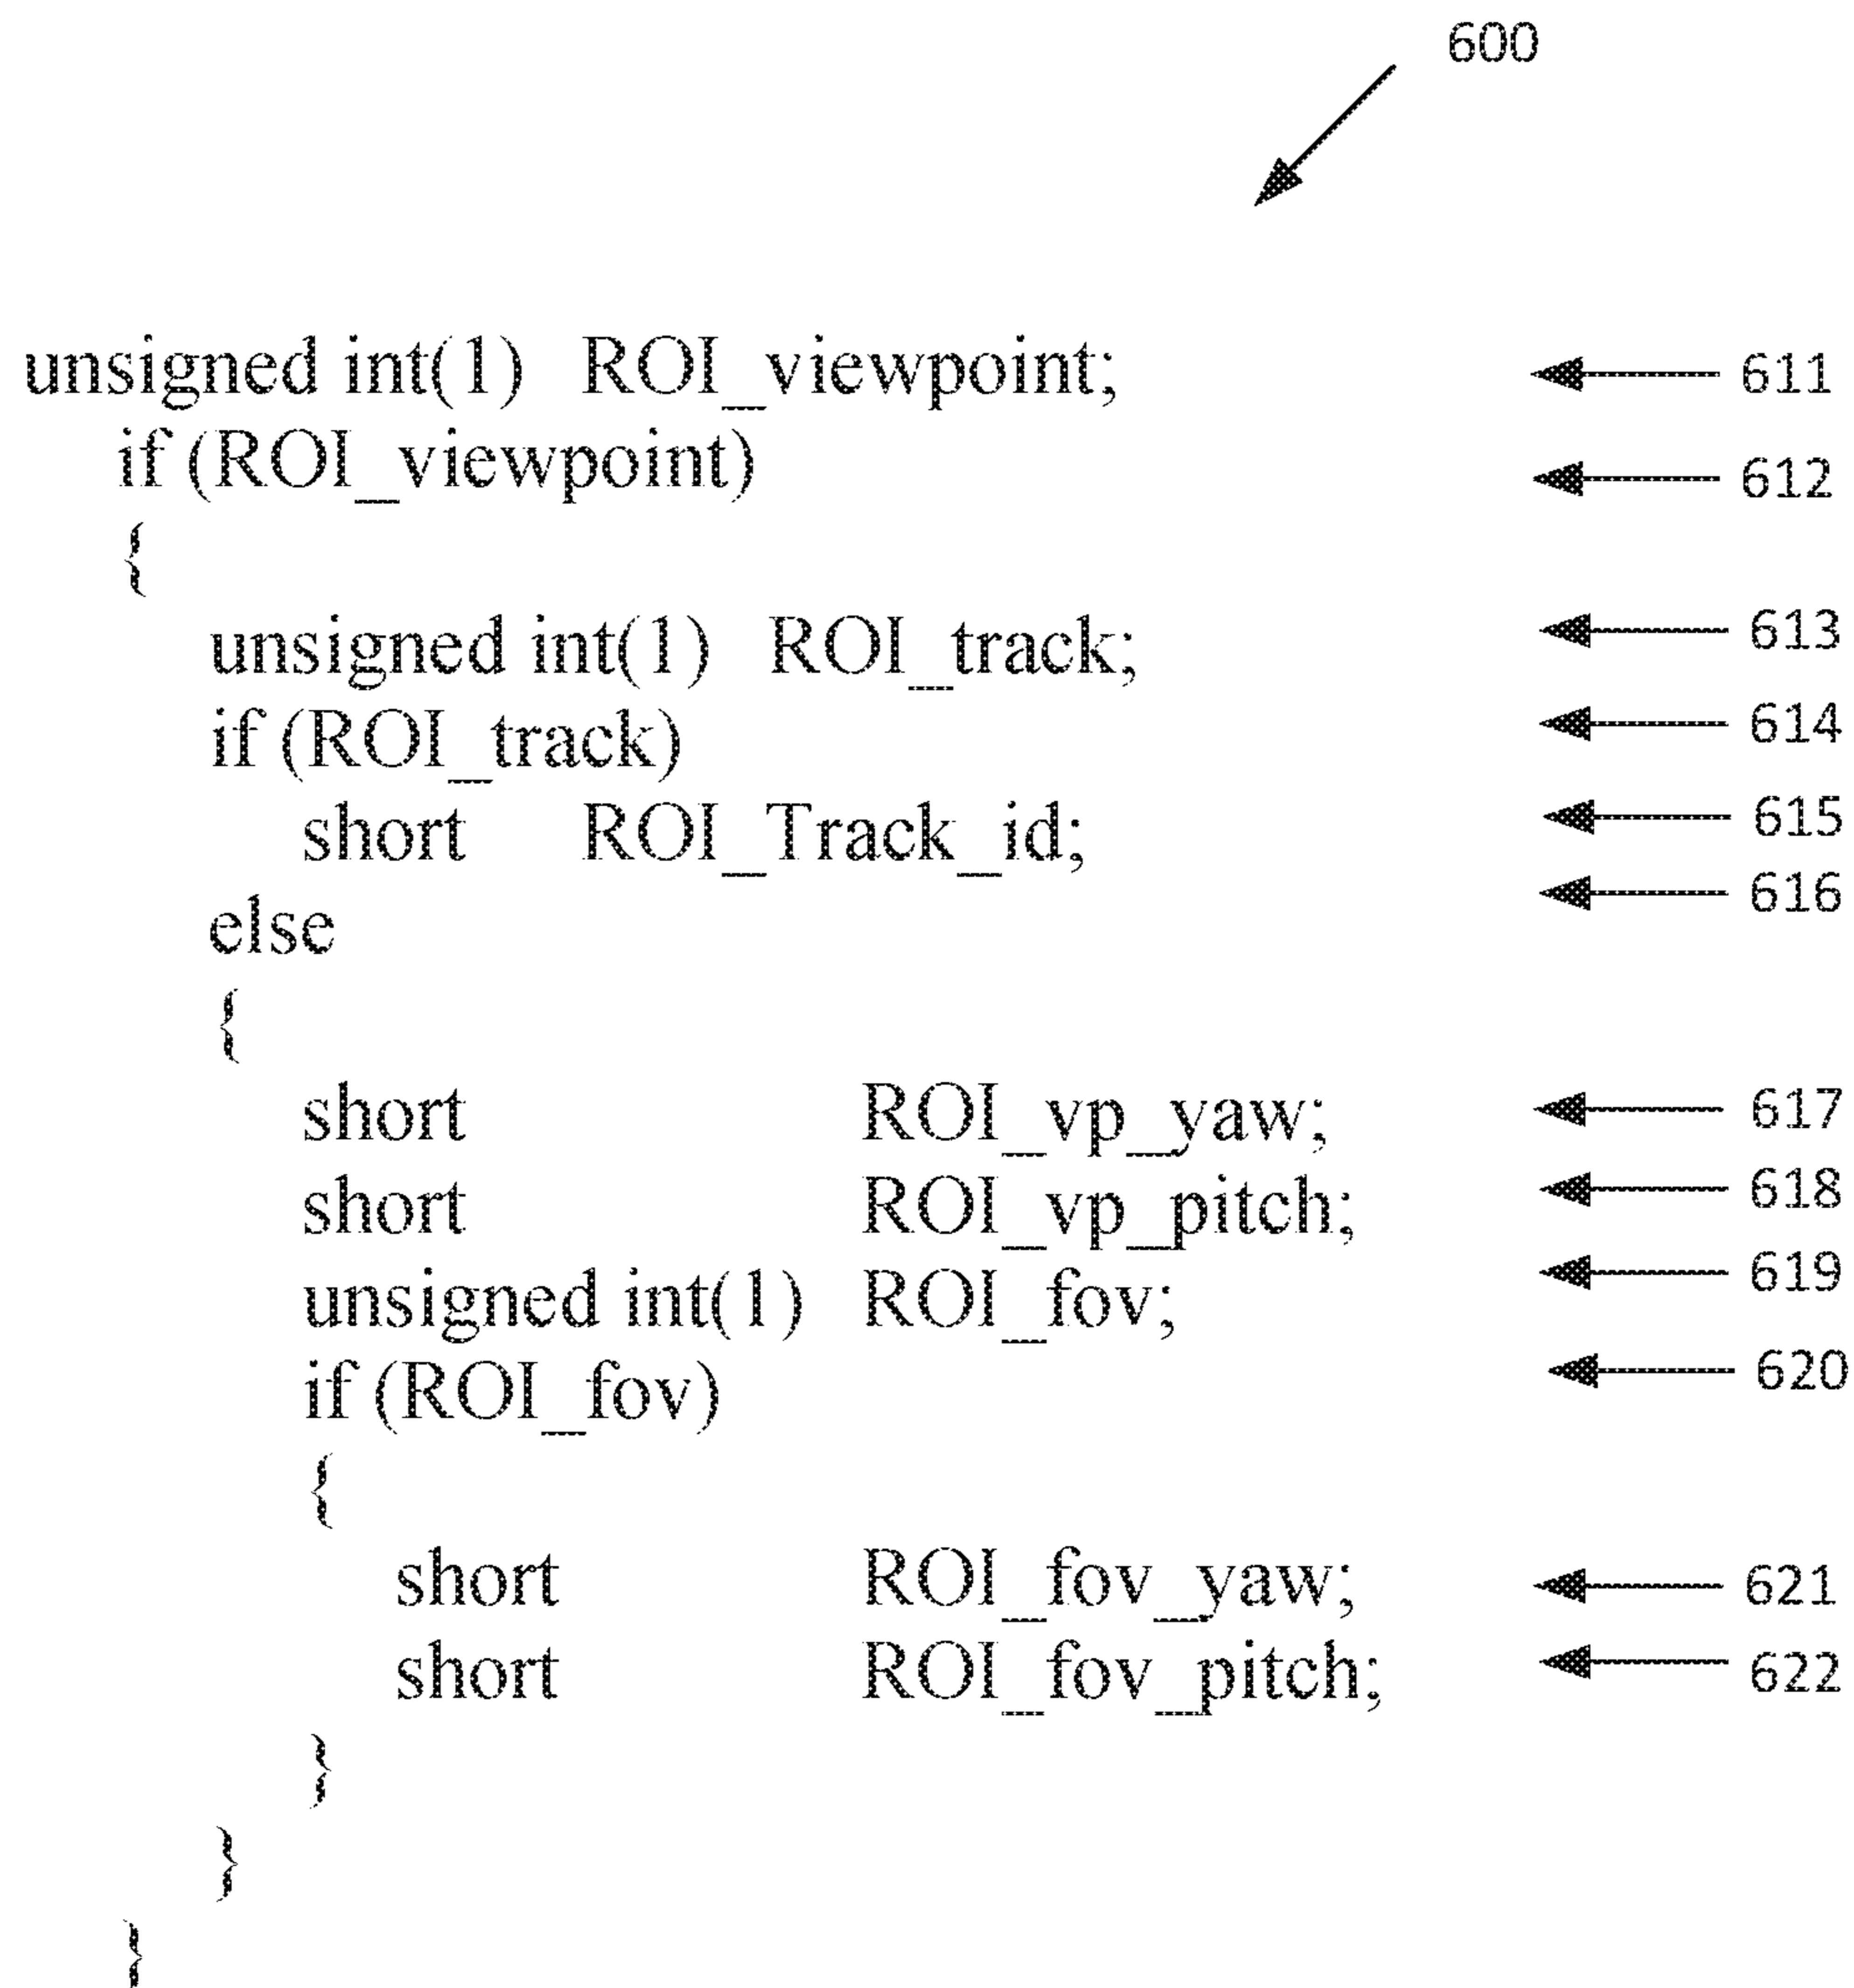 600
unsigned int(1) ROI_viewpoint; 611
if (ROI_viewpoint) 612
{
unsigned int(1) ROI_track; 613
if (ROI_track) 614
short ROI_Track_id; 615
else 616
{
short ROI_vp_yaw; 617
short ROI_vp_pitch; 618
unsigned int(1) ROI_fov; 619
if (ROI_fov) 620
{
short ROI_fov_yaw; 621
short ROI_fov_pitch; 622
}
}
}